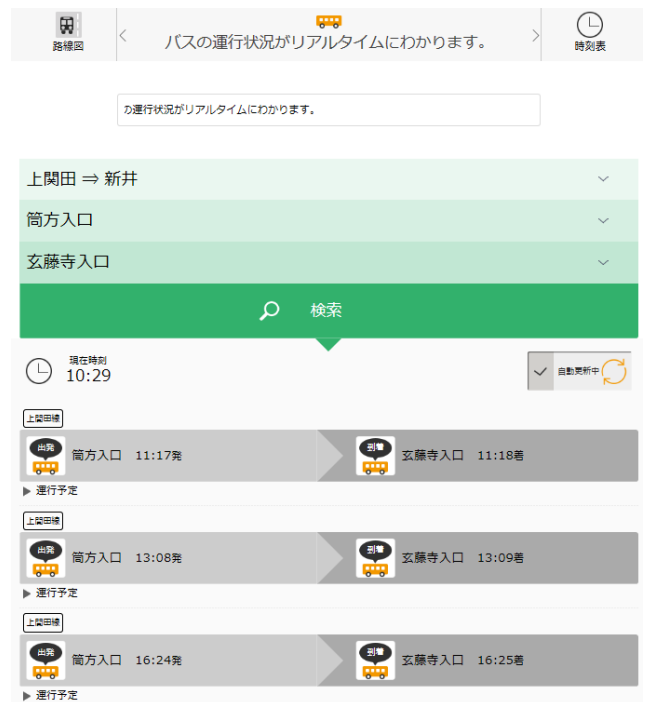 路線図
バスの運行状況がリアルタイムにわかります。
時刻表
の運行状況がリアルタイムにわかります。
上関田 ⇒ 新井
筒方入口
玄藤寺入口
検索
現在時刻
10:29
自動更新中
上関田線
出発
筒方入口 11:17発
到着
玄藤寺入口 11:18着
▶ 運行予定
上関田線
出発
筒方入口 13:08発
到着
玄藤寺入口 13:09着
▶ 運行予定
上関田線
出発
筒方入口 16:24発
到着
玄藤寺入口 16:25着
▶ 運行予定